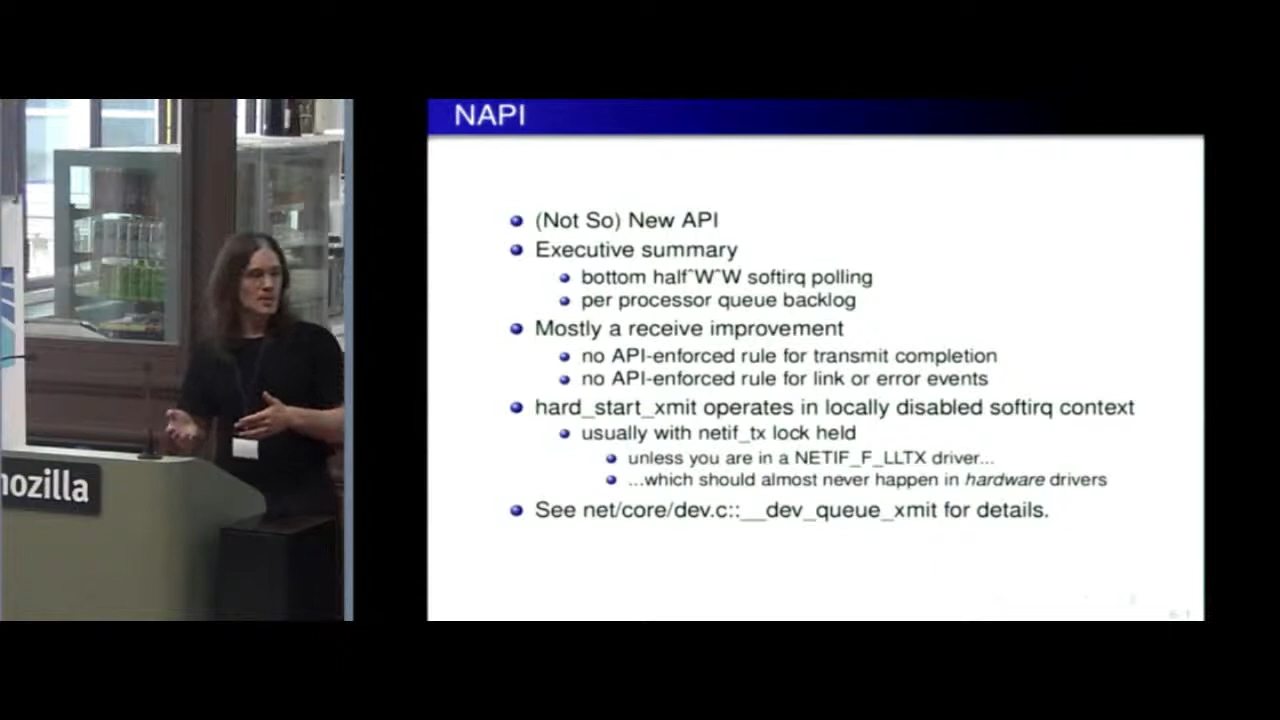 NAPI
(Not So) New API
Executive summary
bottom half^W^W softirq polling
per processor queue backlog
Mostly a receive improvement
no API-enforced rule for transmit completion
no API-enforced rule for link or error events
hard_start_xmit operates in locally disabled softirq context
usually with netif_tx lock held
unless you are in a NETIF_F_LLTX driver...
...which should almost never happen in hardware drivers
See net/core/dev.c::__dev_queue_xmit for details.
mozilla